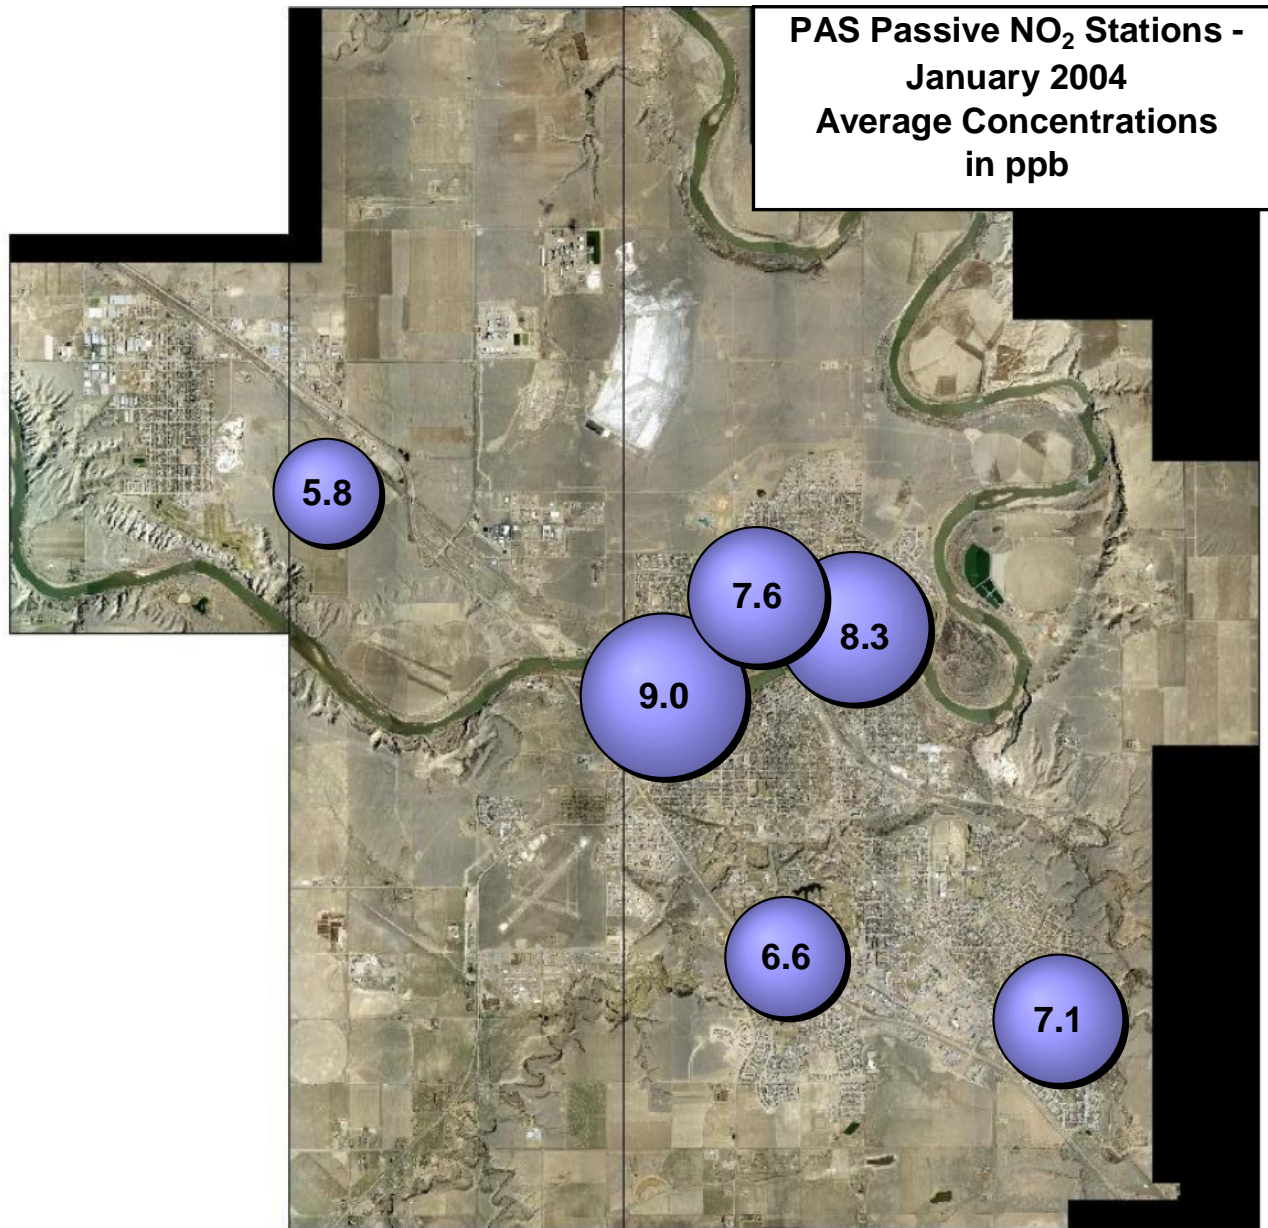 PAS Passive NO₂ Stations -
January 2004
Average Concentrations
in ppb
5.8
7.6
8.3
9.0
6.6
7.1